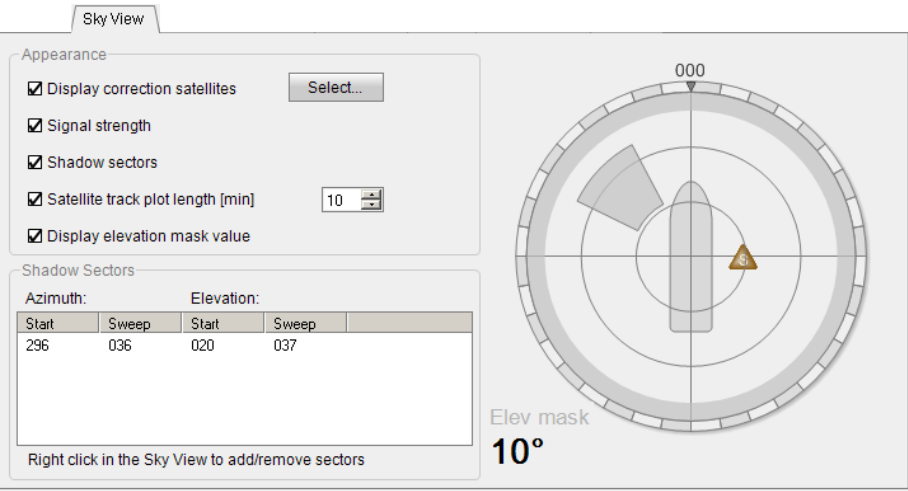 Sky View
Appearance
Display correction satellites Select...
Signal strength
Shadow sectors
Satellite track plot length [min] 10
Display elevation mask value
Shadow Sectors
Azimuth: Elevation:
Start Sweep Start Sweep
296 036 020 037
Right click in the Sky View to add/remove sectors
000
S
Elev mask
10°